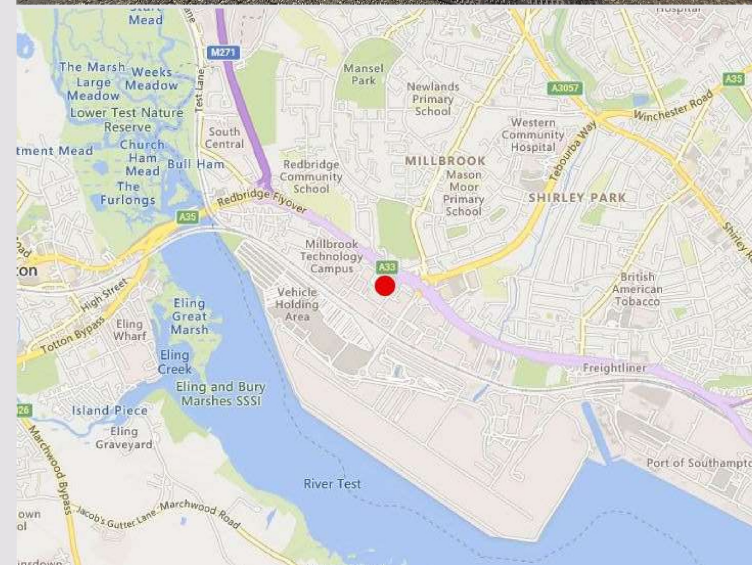 Mead
M271
The Marsh
Large
Meadow
Weeks
Meadow
Lower Test Nature
Reserve
Test Lane
Mansel
Park
Newlands
Primary
School
A3057
A35
Winchester Road
Western
Community
Hospital
Tebourba Way
South
Central
Church
Ham
Mead
Bull Ham
The
Furlongs
Redbridge
Community
School
MILLBROOK
Mason
Moor
Primary
School
SHIRLEY PARK
Redbridge Flyover
A35
Millbrook
Technology
Campus
A33
Vehicle
Holding
Area
British
American
Tobacco
High Street
Totton Bypass
Eling
Wharf
Eling
Great
Marsh
Eling
Creek
Eling and Bury
Marshes SSSI
Freightliner
Island Piece
Eling
Graveyard
Marchwood Bypass
River Test
Jacob's Gutter Lane
Marchwood Road